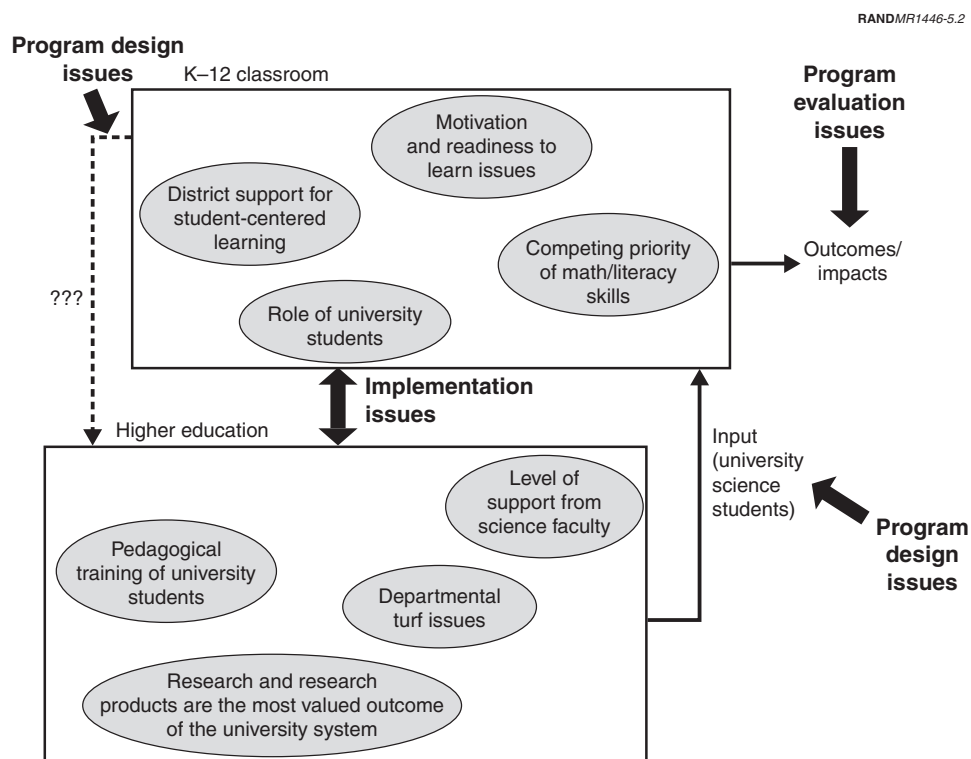 RANDMR1446-5.2
Program design
issues
K–12 classroom
Program
evaluation
issues
Motivation
and readiness to
learn issues
District support for
student-centered
learning
Competing priority
of math/literacy
skills
Outcomes/
impacts
Role of university
students
???
Implementation
issues
Higher education
Input
(university
science
students)
Level of
support from
science faculty
Program
design
issues
Pedagogical
training of university
students
Departmental
turf issues
Research and research
products are the most valued outcome
of the university system